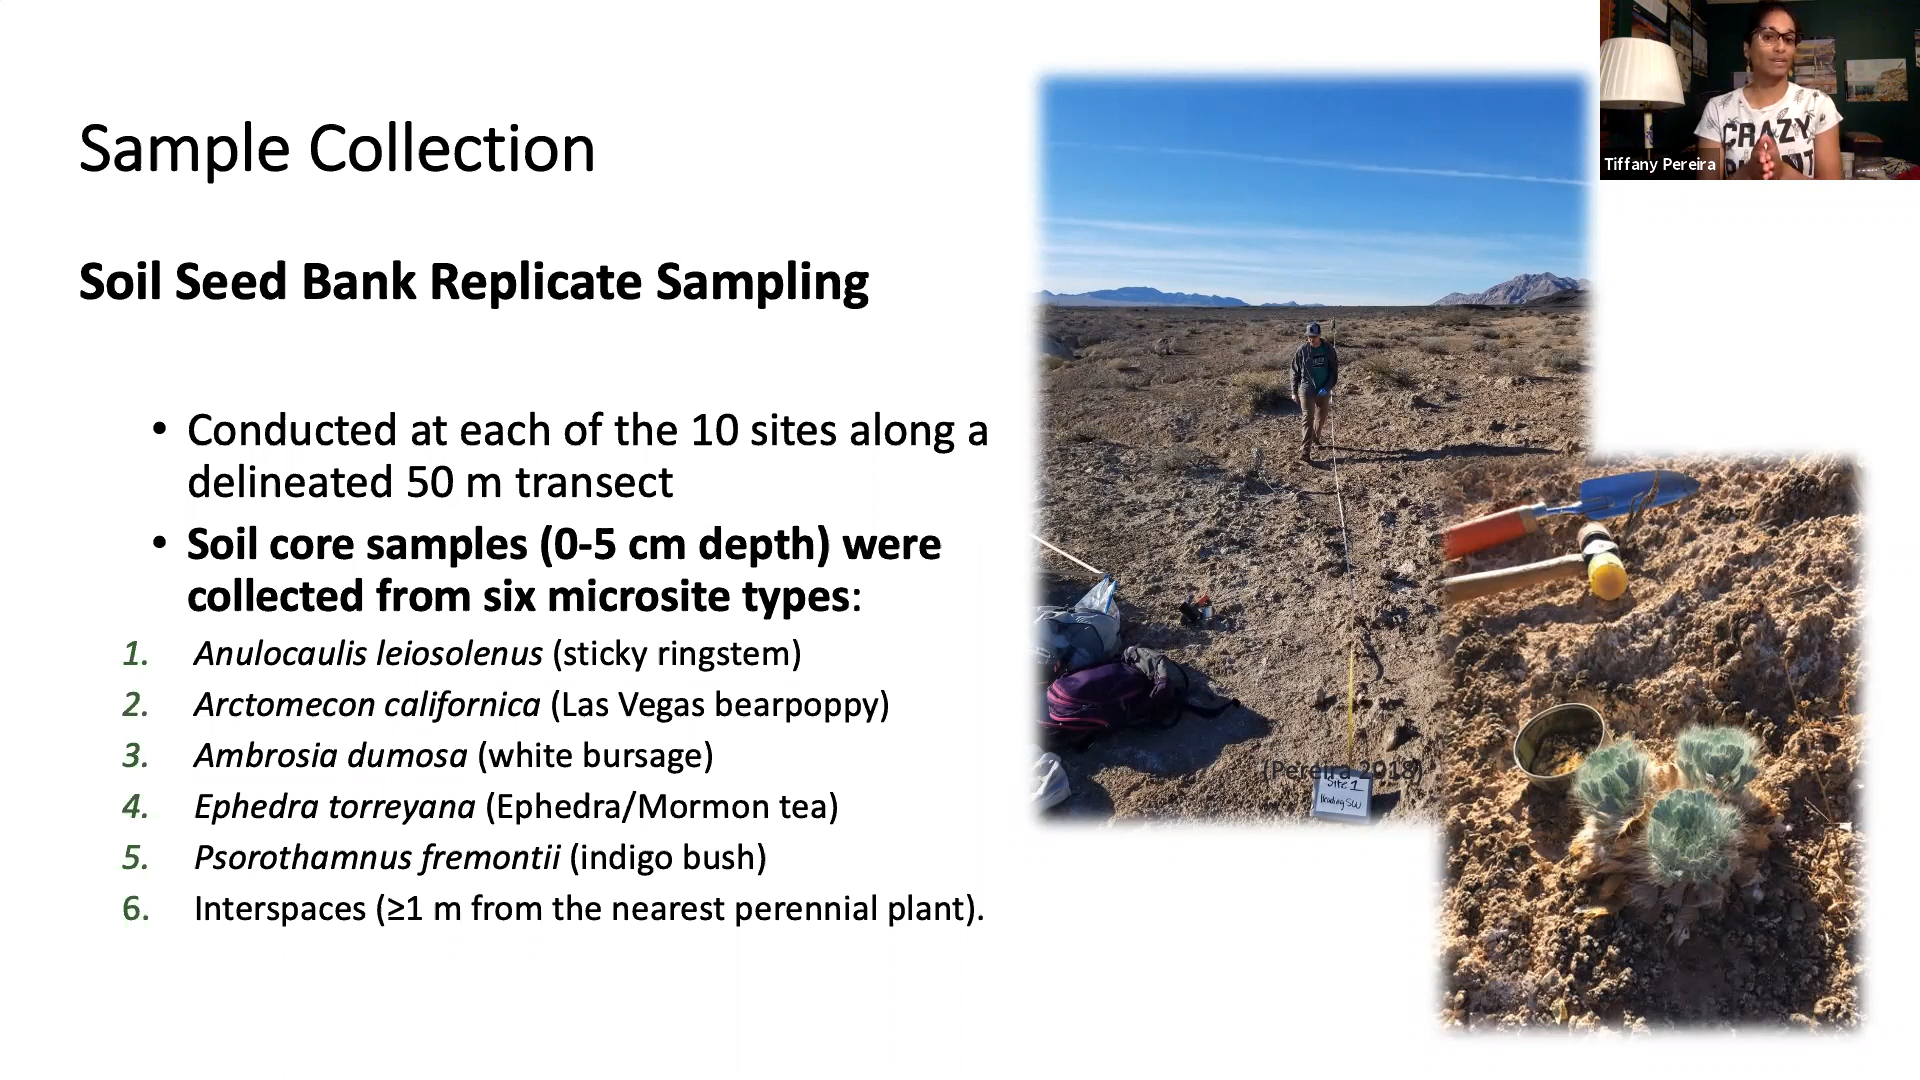 Sample Collection
Soil Seed Bank Replicate Sampling
• Conducted at each of the 10 sites along a
delineated 50 m transect
• Soil core samples (0-5 cm depth) were
collected from six microsite types:
1. Anulocaulis leiosolenus (sticky ringstem)
2. Arctomecon californica (Las Vegas bearpoppy)
3. Ambrosia dumosa (white bursage)
4. Ephedra torreyana (Ephedra/Mormon tea)
5. Psorothamnus fremontii (indigo bush)
6. Interspaces (≥1 m from the nearest perennial plant).
(Pereira 2018)
Site 1
Heading SW
CRAZY
Tiffany Pereira